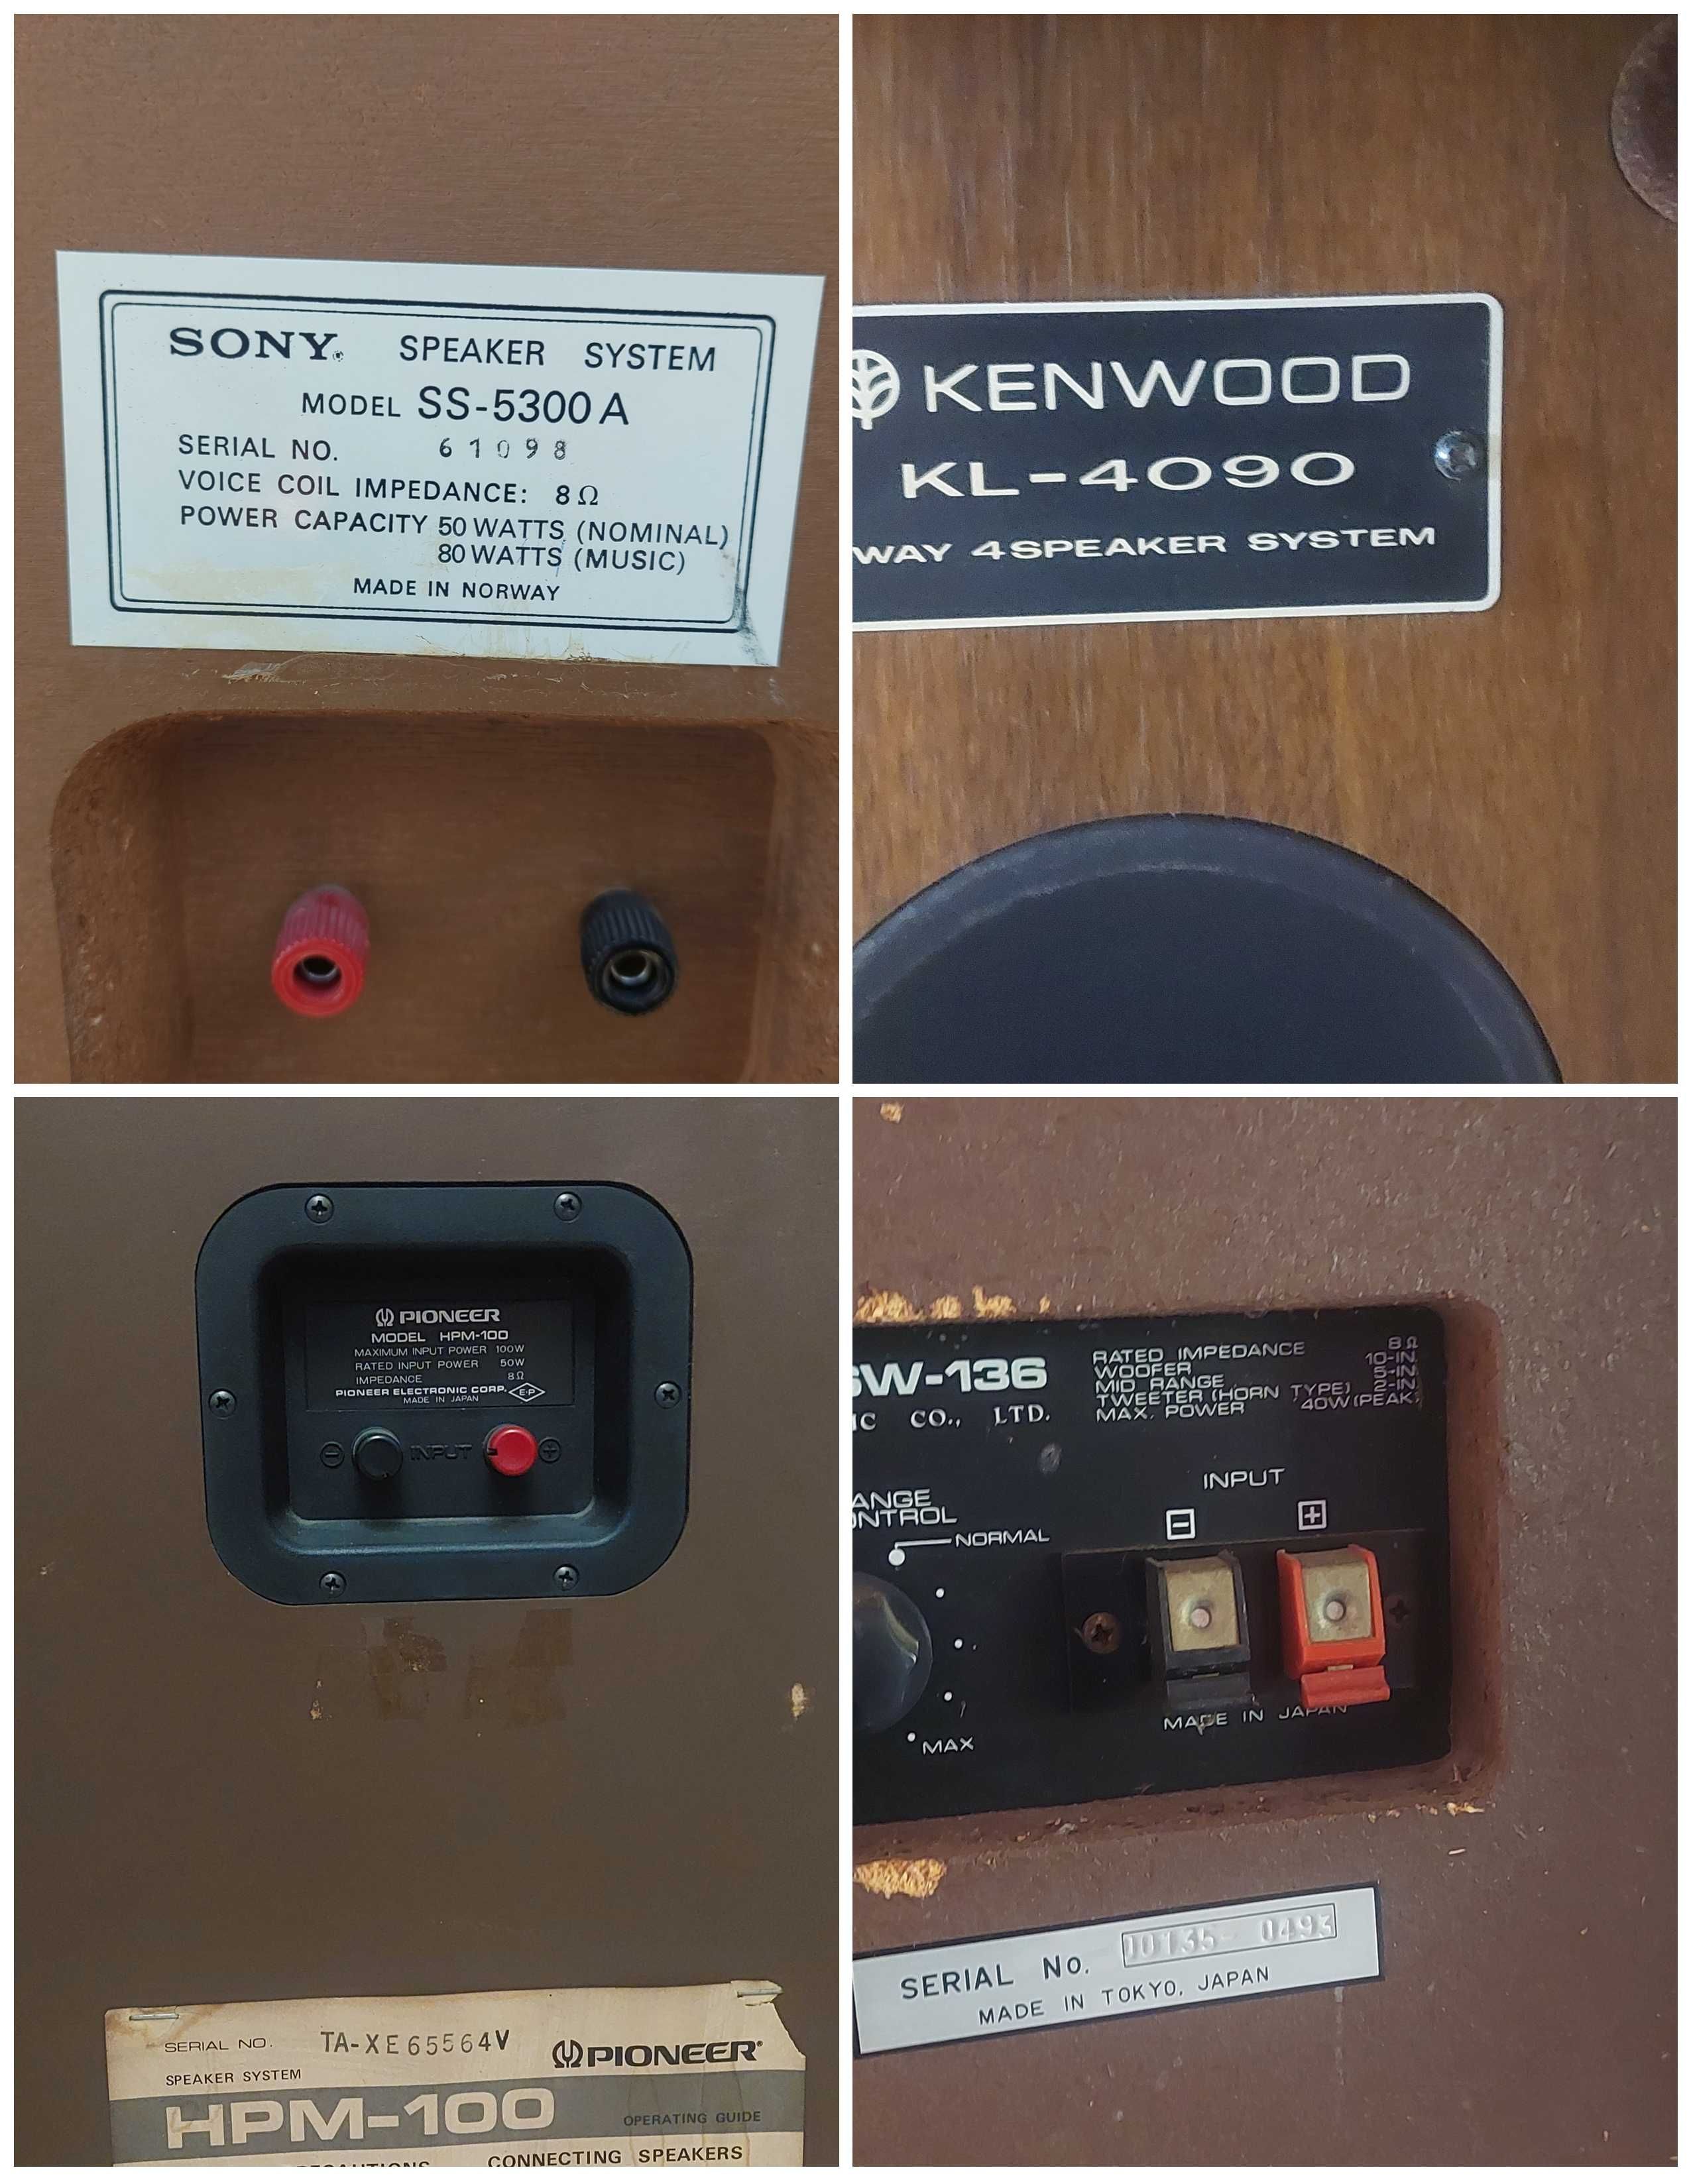 SONY SPEAKER SYSTEM
MODEL SS-5300A
SERIAL NO. 61098
VOICE COIL IMPEDANCE: 8Ω
POWER CAPACITY 50 WATTS (NOMINAL)
80 WATTS (MUSIC)
MADE IN NORWAY
KENWOOD
KL-4090
WAY 4 SPEAKER SYSTEM
PIONEER
MODEL HPM-100
MAXIMUM INPUT POWER 100W
RATED INPUT POWER 50W
IMPEDANCE 8Ω
PIONEER ELECTRONIC CORP. E·P
MADE IN JAPAN
− INPUT +
SERIAL NO. TA-XE65564V PIONEER®
SPEAKER SYSTEM
HPM-100 OPERATING GUIDE
CONNECTING SPEAKERS
SW-136
IC CO., LTD.
RATED IMPEDANCE 8Ω
WOOFER 10-IN.
MID RANGE 5-IN.
TWEETER (HORN TYPE) 2-IN.
MAX. POWER 40W (PEAK)
INPUT
− +
ANGE
ONTROL
NORMAL
MAX
MADE IN JAPAN
SERIAL No. 00135- 0493
MADE IN TOKYO, JAPAN